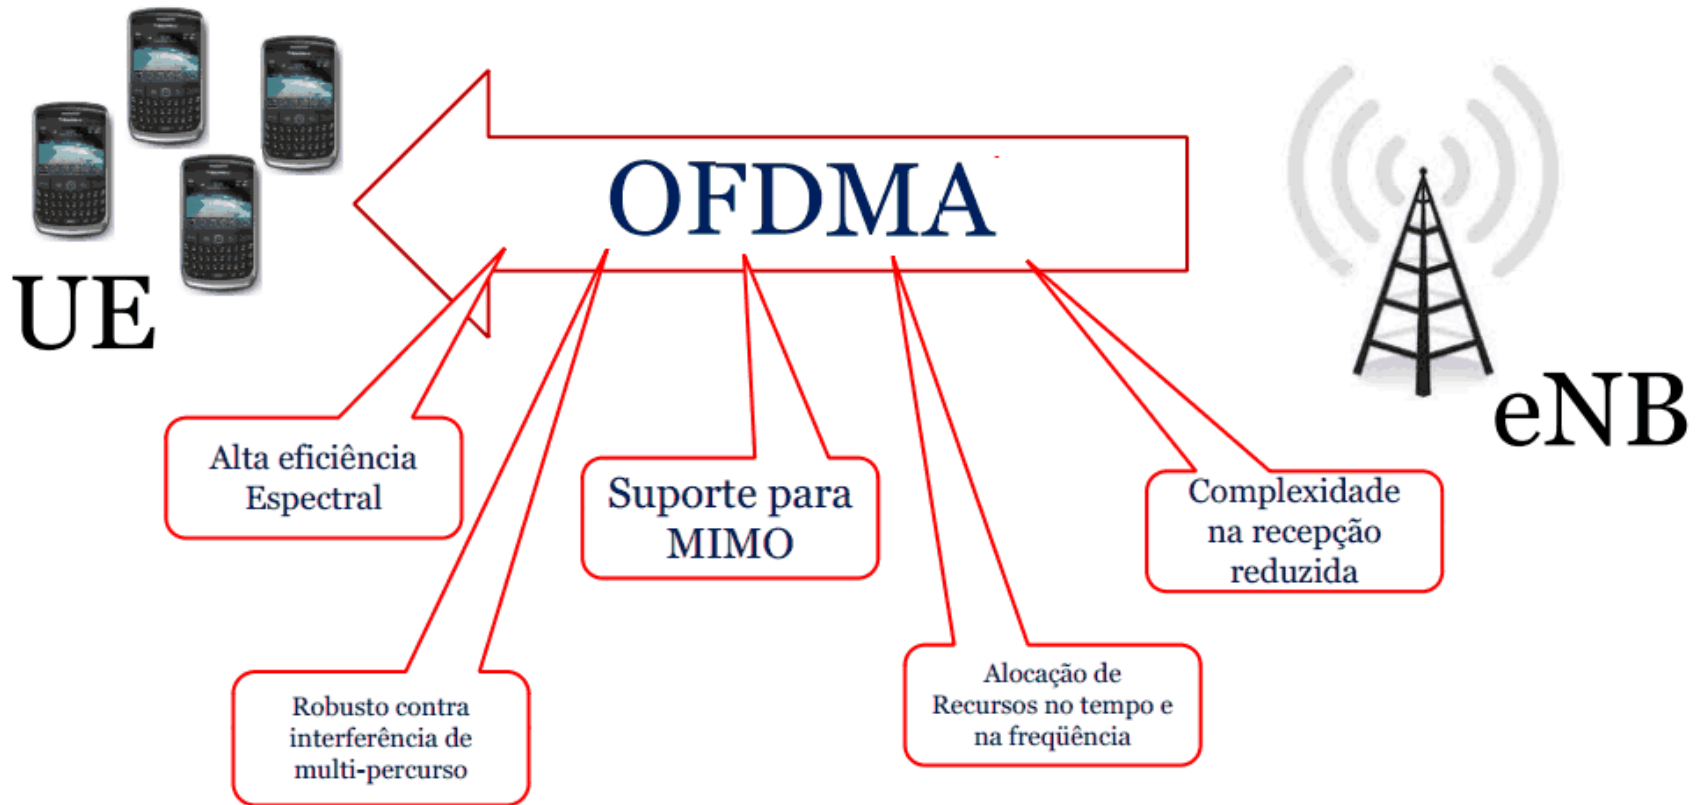 OFDMA
UE
eNB
Alta eficiência
Espectral
Suporte para
MIMO
Complexidade
na recepção
reduzida
Robusto contra
interferência de
multi-percurso
Alocação de
Recursos no tempo e
na freqüência